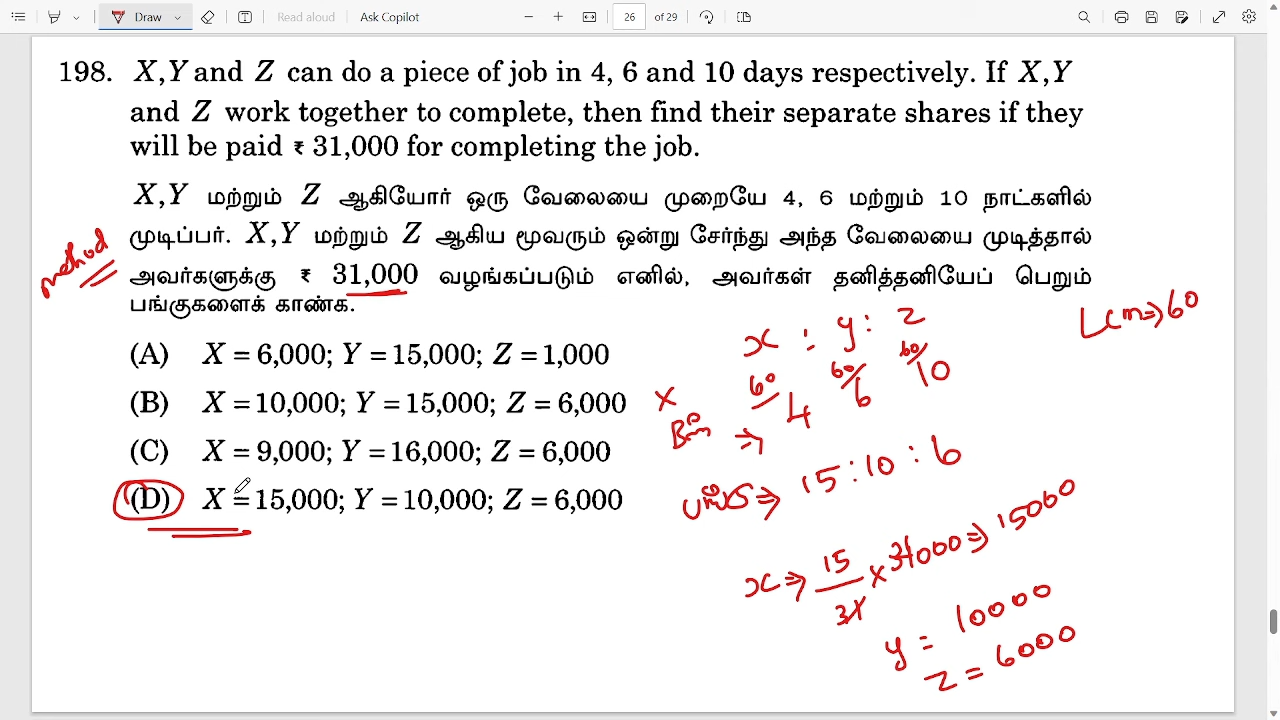 Draw
Read aloud
Ask Copilot
26
of 29
198. X, Y and Z can do a piece of job in 4, 6 and 10 days respectively. If X, Y
and Z work together to complete, then find their separate shares if they
will be paid ₹ 31,000 for completing the job.
X, Y மற்றும் Z ஆகியோர் ஒரு வேலையை முறையே 4, 6 மற்றும் 10 நாட்களில்
முடிப்பர். X, Y மற்றும் Z ஆகிய மூவரும் ஒன்று சேர்ந்து அந்த வேலையை முடித்தால்
method
அவர்களுக்கு ₹ 31,000 வழங்கப்படும் எனில், அவர்கள் தனித்தனியேப் பெறும்
பங்குகளைக் காண்க.
(A) X = 6,000; Y = 15,000; Z = 1,000
(B) X = 10,000; Y = 15,000; Z = 6,000
(C) X = 9,000; Y = 16,000; Z = 6,000
(D) X = 15,000; Y = 10,000; Z = 6,000
Lcm ⇒ 60
x : y : z
60/4 60/6 60/10
X
⇒
⇒ 15 : 10 : 6
x ⇒ 15/31 × 31000 ⇒ 15000
y = 10000
z = 6000